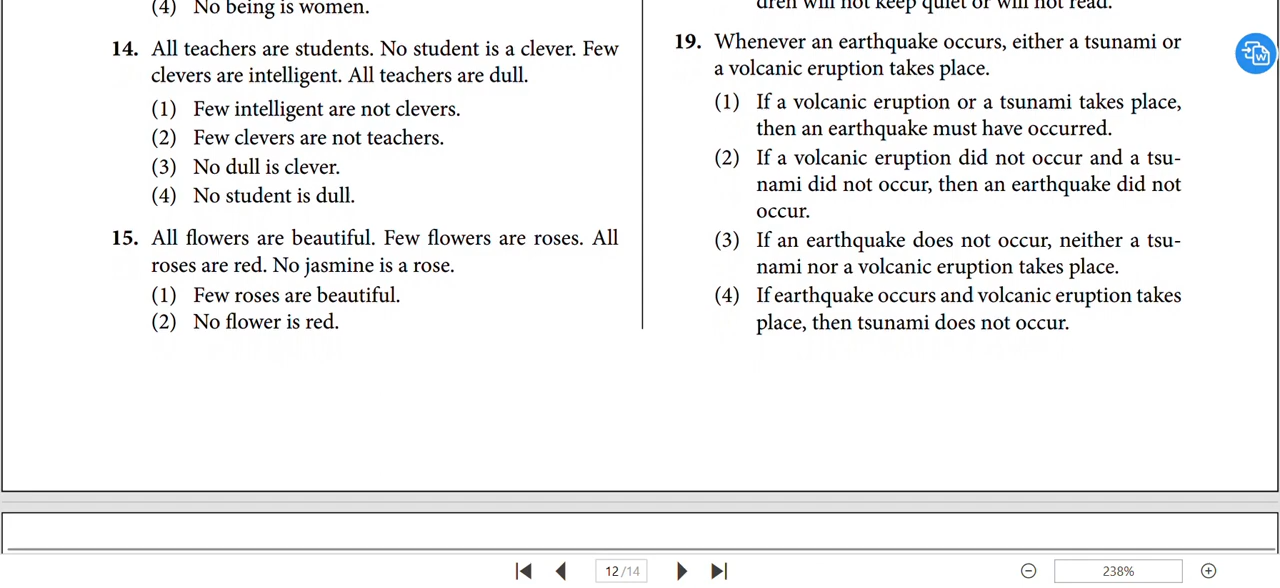 (4) No being is women.
14. All teachers are students. No student is a clever. Few
clevers are intelligent. All teachers are dull.
(1) Few intelligent are not clevers.
(2) Few clevers are not teachers.
(3) No dull is clever.
(4) No student is dull.
15. All flowers are beautiful. Few flowers are roses. All
roses are red. No jasmine is a rose.
(1) Few roses are beautiful.
(2) No flower is red.
dren will not keep quiet or will not read.
19. Whenever an earthquake occurs, either a tsunami or
a volcanic eruption takes place.
(1) If a volcanic eruption or a tsunami takes place,
then an earthquake must have occurred.
(2) If a volcanic eruption did not occur and a tsu-
nami did not occur, then an earthquake did not
occur.
(3) If an earthquake does not occur, neither a tsu-
nami nor a volcanic eruption takes place.
(4) If earthquake occurs and volcanic eruption takes
place, then tsunami does not occur.
W
12/14
238%